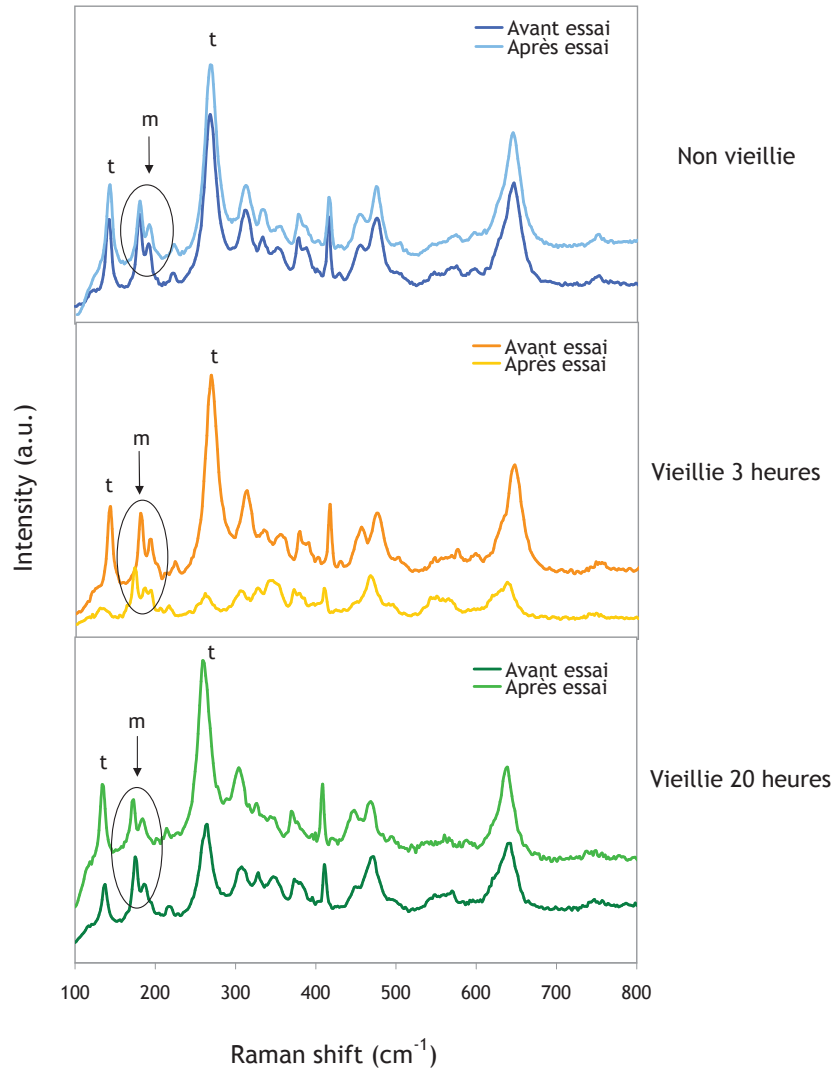 t
Avant essai
Après essai
m
t
Non vieillie
Avant essai
Après essai
t
m
t
Vieillie 3 heures
Intensity (a.u.)
Avant essai
Après essai
t
m
t
Vieillie 20 heures
100 200 300 400 500 600 700 800
Raman shift (cm⁻¹)